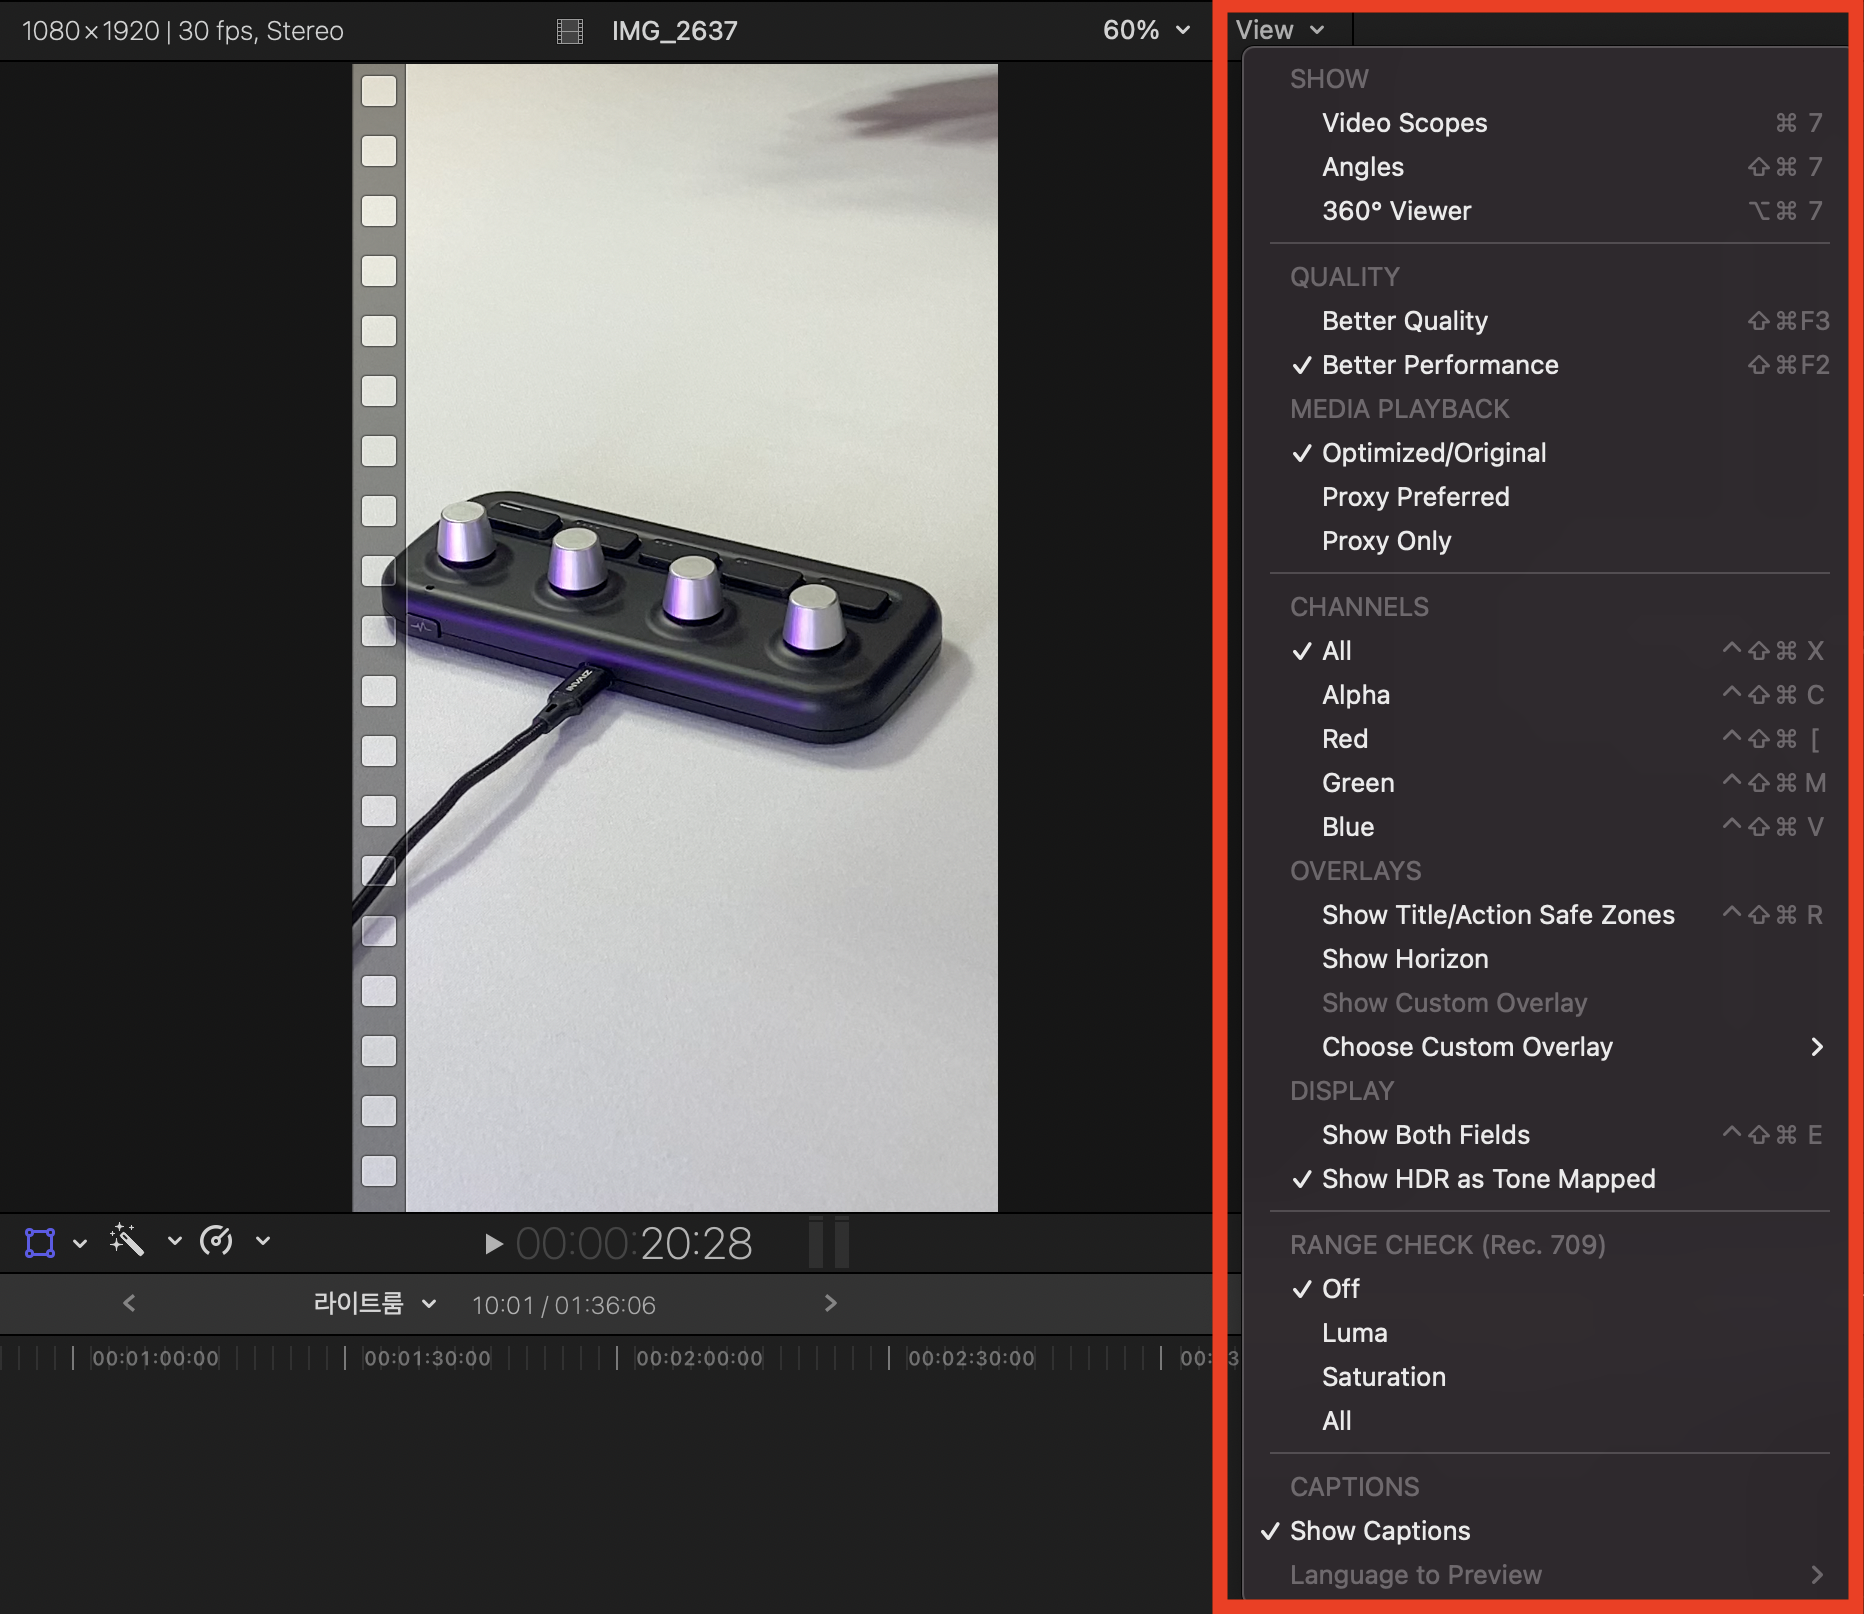 1080×1920 | 30 fps, Stereo
IMG_2637
60%
View
SHOW
Video Scopes ⌘ 7
Angles ⇧⌘ 7
360° Viewer ⌥⌘ 7
QUALITY
Better Quality ⇧⌘F3
✓ Better Performance ⇧⌘F2
MEDIA PLAYBACK
✓ Optimized/Original
Proxy Preferred
Proxy Only
CHANNELS
✓ All ^⇧⌘ X
Alpha ^⇧⌘ C
Red ^⇧⌘ [
Green ^⇧⌘ M
Blue ^⇧⌘ V
OVERLAYS
Show Title/Action Safe Zones ^⇧⌘ R
Show Horizon
Show Custom Overlay
Choose Custom Overlay
DISPLAY
Show Both Fields ^⇧⌘ E
✓ Show HDR as Tone Mapped
RANGE CHECK (Rec. 709)
✓ Off
Luma
Saturation
All
CAPTIONS
✓ Show Captions
Language to Preview
INVAIZ
00:00:20:28
라이트룸
10:01 / 01:36:06
00:01:00:00
00:01:30:00
00:02:00:00
00:02:30:00